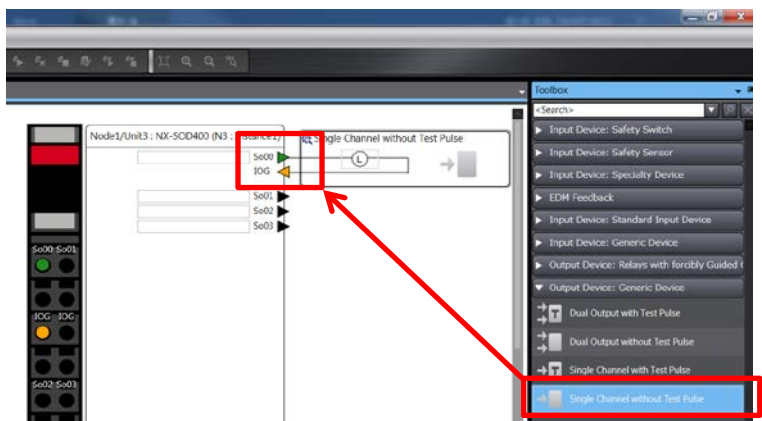 Toolbox
<Search>
Input Device: Safety Switch
Input Device: Safety Sensor
Input Device: Specialty Device
EDM Feedback
Input Device: Standard Input Device
Input Device: Generic Device
Output Device: Relays with forcibly Guided
Output Device: Generic Device
Dual Output with Test Pulse
Dual Output without Test Pulse
Single Channel with Test Pulse
Single Channel without Test Pulse
Node1/Unit3 : NX-SOD400 (N3 : Instance1)
Single Channel without Test Pulse
So00
L
IOG
So01
So02
So03
So00 So01
IOG IOG
So02 So03
T
T